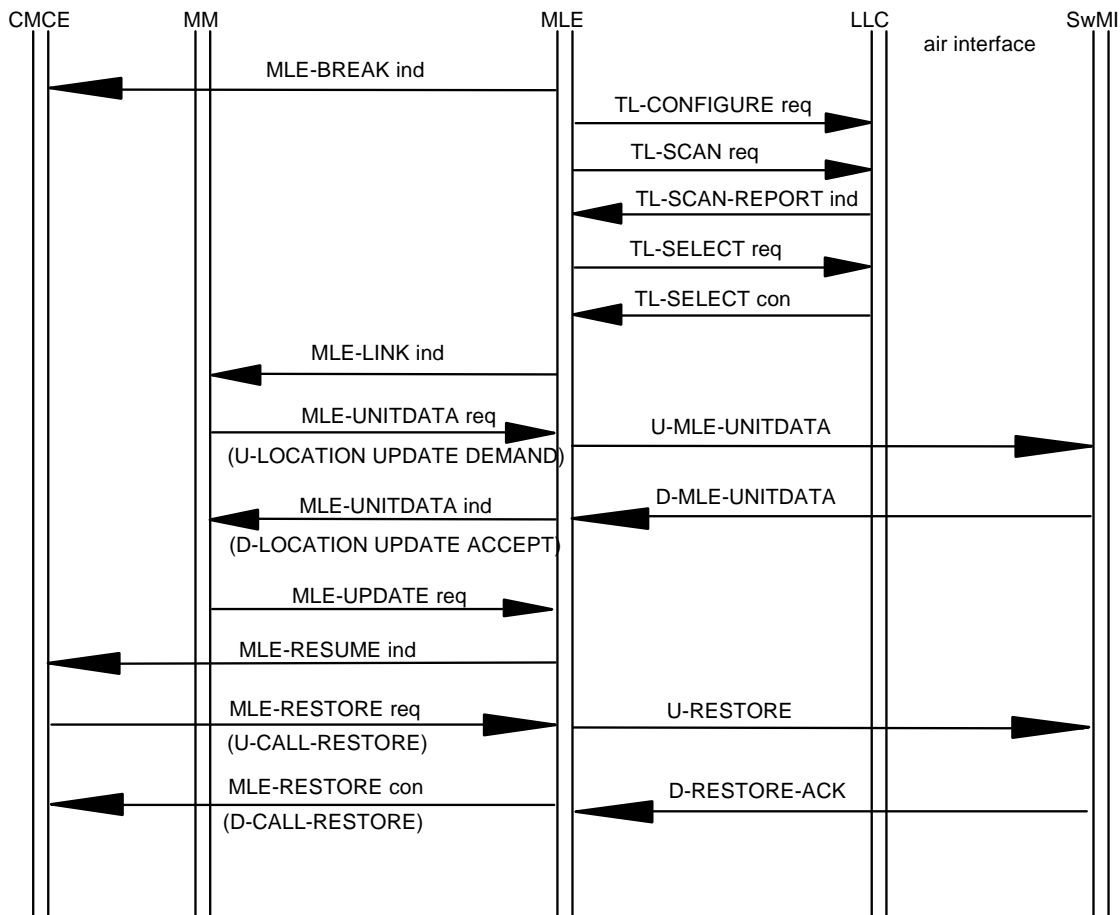 CMCE MM MLE LLC SwMI
air interface
MLE-BREAK ind
TL-CONFIGURE req
TL-SCAN req
TL-SCAN-REPORT ind
TL-SELECT req
TL-SELECT con
MLE-LINK ind
MLE-UNITDATA req
U-MLE-UNITDATA
(U-LOCATION UPDATE DEMAND)
D-MLE-UNITDATA
MLE-UNITDATA ind
(D-LOCATION UPDATE ACCEPT)
MLE-UPDATE req
MLE-RESUME ind
MLE-RESTORE req
U-RESTORE
(U-CALL-RESTORE)
MLE-RESTORE con
D-RESTORE-ACK
(D-CALL-RESTORE)